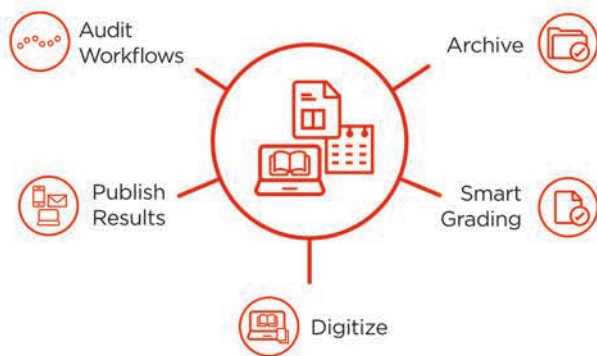 Audit
Workflows
Archive
Publish
Results
Smart
Grading
Digitize